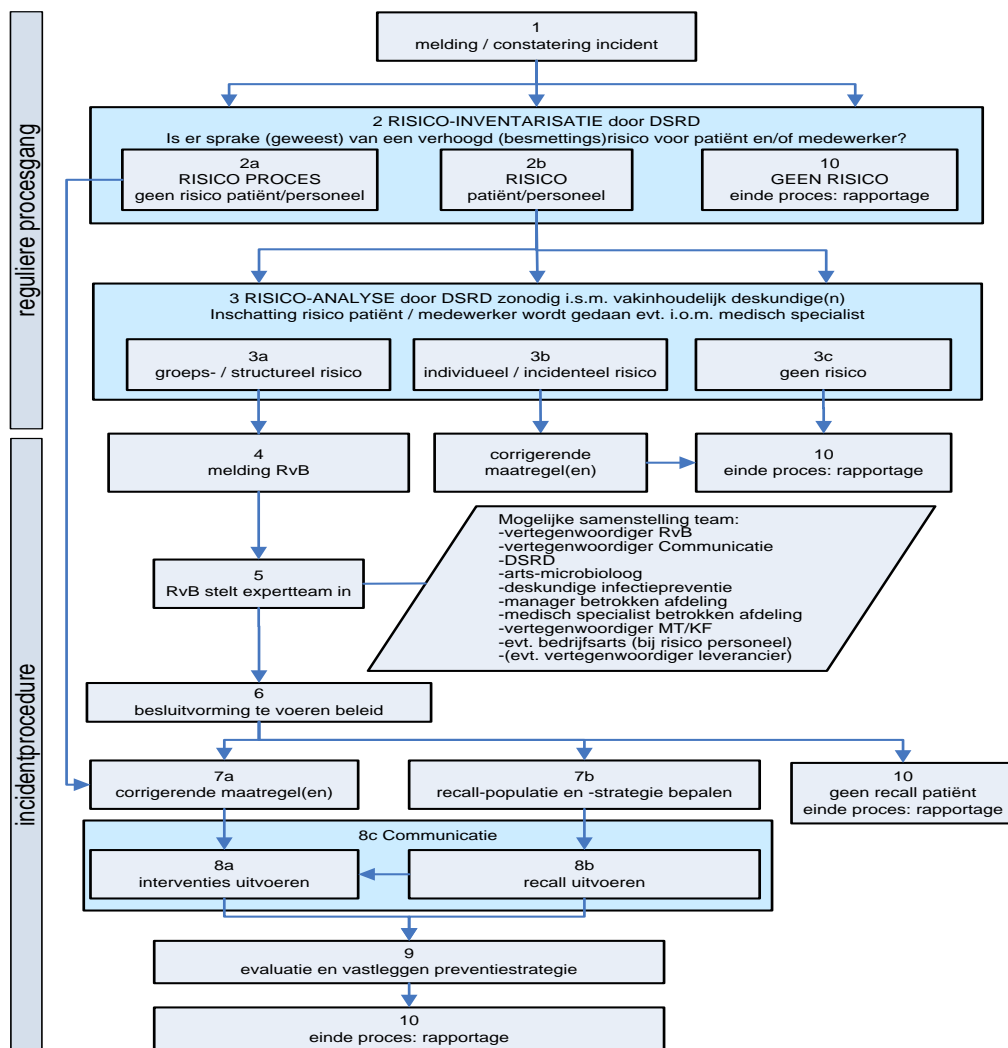 reguliere procesgang
1
melding / constatering incident
2 RISICO-INVENTARISATIE door DSRD
Is er sprake (geweest) van een verhoogd (besmettings)risico voor patiënt en/of medewerker?
2a
RISICO PROCES
geen risico patiënt/personeel
2b
RISICO
patiënt/personeel
10
GEEN RISICO
einde proces: rapportage
3 RISICO-ANALYSE door DSRD zonodig i.s.m. vakinhoudelijk deskundige(n)
Inschatting risico patiënt / medewerker wordt gedaan evt. i.o.m. medisch specialist
3a
groeps- / structureel risico
3b
individueel / incidenteel risico
3c
geen risico
incidentprocedure
4
melding RvB
corrigerende
maatregel(en)
10
einde proces: rapportage
Mogelijke samenstelling team:
-vertegenwoordiger RvB
-vertegenwoordiger Communicatie
-DSRD
-arts-microbioloog
-deskundige infectiepreventie
-manager betrokken afdeling
-medisch specialist betrokken afdeling
-vertegenwoordiger MT/KF
-evt. bedrijfsarts (bij risico personeel)
-(evt. vertegenwoordiger leverancier)
5
RvB stelt expertteam in
6
besluitvorming te voeren beleid
7a
corrigerende maatregel(en)
7b
recall-populatie en -strategie bepalen
10
geen recall patiënt
einde proces: rapportage
8c Communicatie
8a
interventies uitvoeren
8b
recall uitvoeren
9
evaluatie en vastleggen preventiestrategie
10
einde proces: rapportage